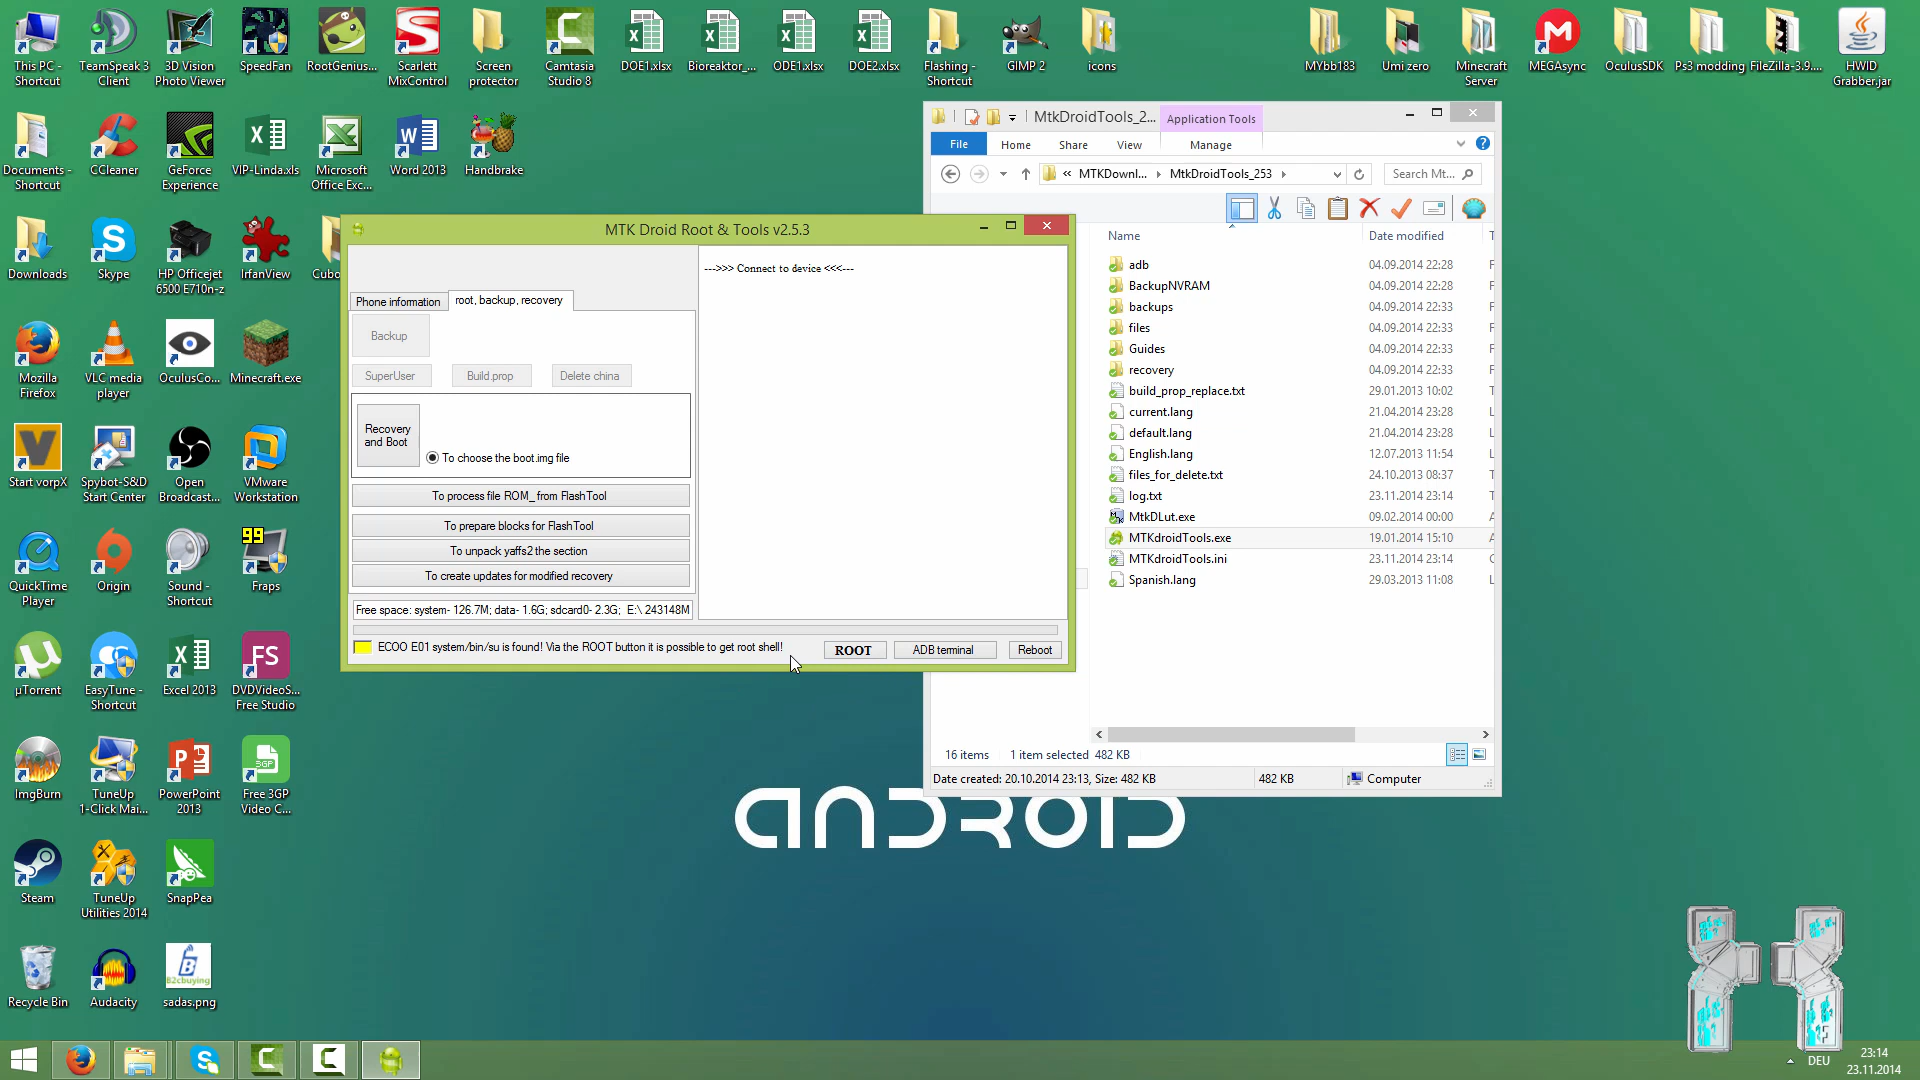 This PC -
Shortcut
TeamSpeak 3
Client
3D Vision
Photo Viewer
SpeedFan
RootGenius...
Scarlett
MixControl
Screen
protector
Camtasia
Studio 8
DOE1.xlsx
Bioreaktor_...
ODE1.xlsx
DOE2.xlsx
Flashing -
Shortcut
GIMP 2
icons
MYbb183
Umi zero
Minecraft
Server
MEGAsync
OculusSDK
Ps3 modding
FileZilla-3.9....
HWID
Grabber.jar
Documents -
Shortcut
CCleaner
GeForce
Experience
VIP-Linda.xls
Microsoft
Office Exc...
Word 2013
Handbrake
Downloads
Skype
HP Officejet
6500 E710n-z
IrfanView
Cubo
Mozilla
Firefox
VLC media
player
OculusCo...
Minecraft.exe
Start vorpX
Spybot-S&D
Start Center
Open
Broadcast...
VMware
Workstation
QuickTime
Player
Origin
Sound -
Shortcut
99
Fraps
µTorrent
EasyTune -
Shortcut
Excel 2013
FS
DVDVideoS...
Free Studio
ImgBurn
TuneUp
1-Click Mai...
PowerPoint
2013
3GP
Free 3GP
Video C...
Steam
TuneUp
Utilities 2014
SnapPea
Recycle Bin
Audacity
B2cbuying
sadas.png
MTK Droid Root & Tools v2.5.3
Phone information
root, backup, recovery
Backup
SuperUser
Build.prop
Delete china
Recovery
and Boot
To choose the boot.img file
To process file ROM_ from FlashTool
To prepare blocks for FlashTool
To unpack yaffs2 the section
To create updates for modified recovery
Free space: system- 126.7M; data- 1.6G; sdcard0- 2.3G; E:\ 243148M
--->>> Connect to device <<<---
ECOO E01 system/bin/su is found! Via the ROOT button it is possible to get root shell!
ROOT
ADB terminal
Reboot
MtkDroidTools_2...
Application Tools
File
Home
Share
View
Manage
« MTKDownl...
MtkDroidTools_253
Search Mt...
Name
Date modified
adb 04.09.2014 22:28
BackupNVRAM 04.09.2014 22:28
backups 04.09.2014 22:33
files 04.09.2014 22:33
Guides 04.09.2014 22:33
recovery 04.09.2014 22:33
build_prop_replace.txt 29.01.2013 10:02
current.lang 21.04.2014 23:28
default.lang 21.04.2014 23:28
English.lang 12.07.2013 11:54
files_for_delete.txt 24.10.2013 08:37
log.txt 23.11.2014 23:14
MtkDLut.exe 09.02.2014 00:00
MTKdroidTools.exe 19.01.2014 15:10
MTKdroidTools.ini 23.11.2014 23:14
Spanish.lang 29.03.2013 11:08
16 items
1 item selected 482 KB
Date created: 20.10.2014 23:13, Size: 482 KB
482 KB
Computer
ANDROID
DEU
23:14
23.11.2014